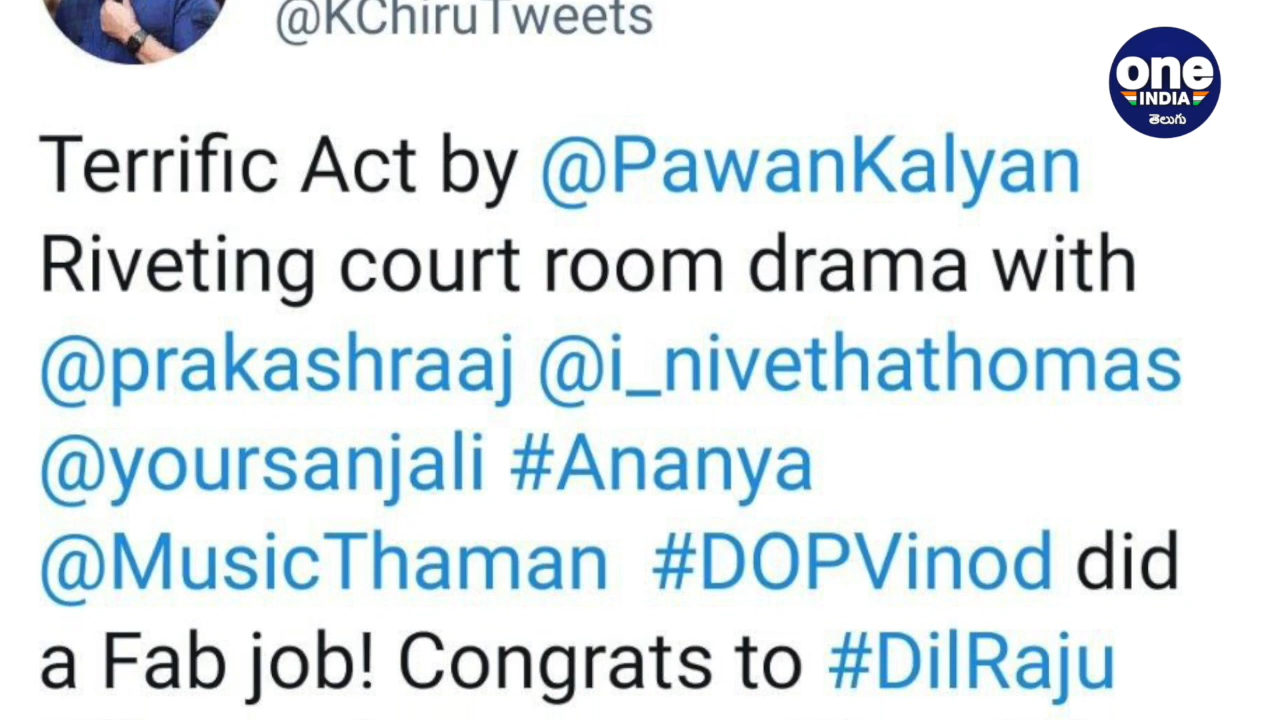 @KChiruTweets
one
INDIA
తెలుగు
Terrific Act by @PawanKalyan
Riveting court room drama with
@prakashraaj @i_nivethathomas
@yoursanjali #Ananya
@MusicThaman #DOPVinod did
a Fab job! Congrats to #DilRaju